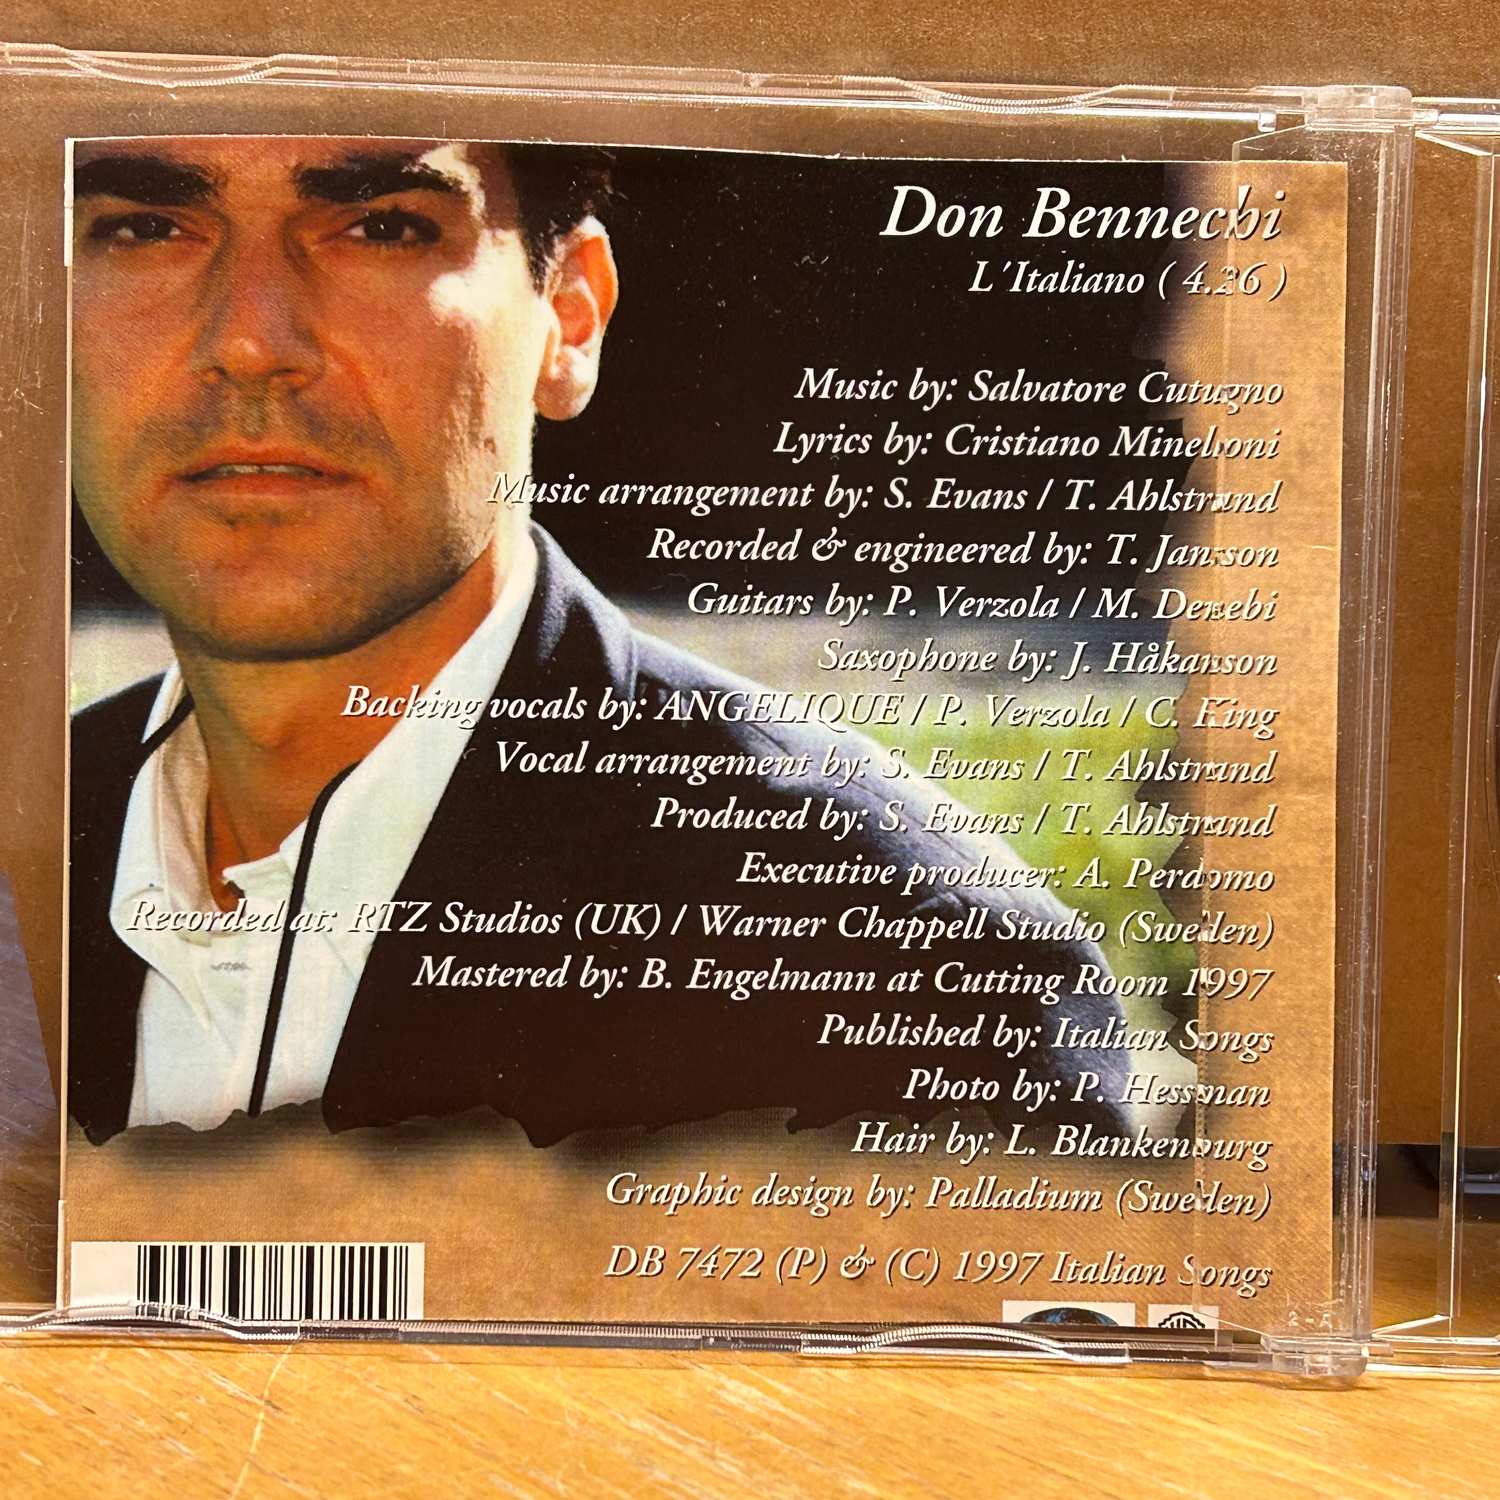 Don Bennechi
L'Italiano ( 4.26 )
Music by: Salvatore Cutugno
Lyrics by: Cristiano Minelloni
Music arrangement by: S. Evans / T. Ahlstrand
Recorded & engineered by: T. Jansson
Guitars by: P. Verzola / M. Denebi
Saxophone by: J. Håkanson
Backing vocals by: ANGELIQUE / P. Verzola / C. King
Vocal arrangement by: S. Evans / T. Ahlstrand
Produced by: S. Evans / T. Ahlstrand
Executive producer: A. Perdomo
Recorded at: RTZ Studios (UK) / Warner Chappell Studio (Sweden)
Mastered by: B. Engelmann at Cutting Room 1997
Published by: Italian Songs
Photo by: P. Hessman
Hair by: L. Blankenburg
Graphic design by: Palladium (Sweden)
DB 7472 (P) & (C) 1997 Italian Songs